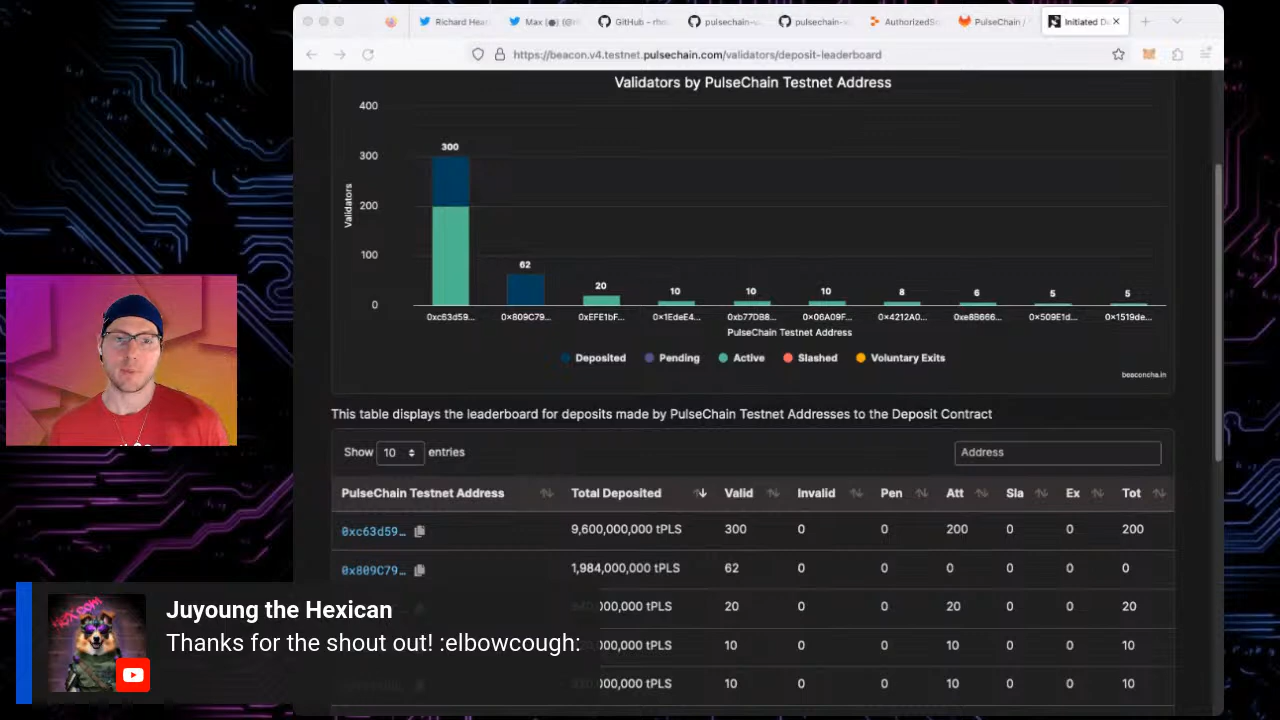 Richard Hear
Max
GitHub - rh
pulsechain-
pulsechain-
AuthorizedS
PulseChain /
Initiated D
https://beacon.v4.testnet.pulsechain.com/validators/deposit-leaderboard
Validators by PulseChain Testnet Address
400
300
200
100
0
Validators
300
62
20
10
10
10
8
6
5
5
0xc63d59...
0x809C79...
0xEFE1bF...
0x1EdeE4...
0xb77DB8...
0x06A09F...
0x4212A0...
0xe8B666...
0x509E1d...
0x1519de...
PulseChain Testnet Address
Deposited Pending Active Slashed Voluntary Exits
beaconcha.in
This table displays the leaderboard for deposits made by PulseChain Testnet Addresses to the Deposit Contract
Show 10 entries Address
PulseChain Testnet Address Total Deposited Valid Invalid Pen Att Sla Ex Tot
0xc63d59... 9,600,000,000 tPLS 300 0 0 200 0 0 200
0x809C79... 1,984,000,000 tPLS 62 0 0 0 0 0 0
000,000 tPLS 20 0 0 20 0 0 20
000,000 tPLS 10 0 0 10 0 0 10
000,000 tPLS 10 0 0 10 0 0 10
HEX.COM
Juyoung the Hexican
Thanks for the shout out! :elbowcough: